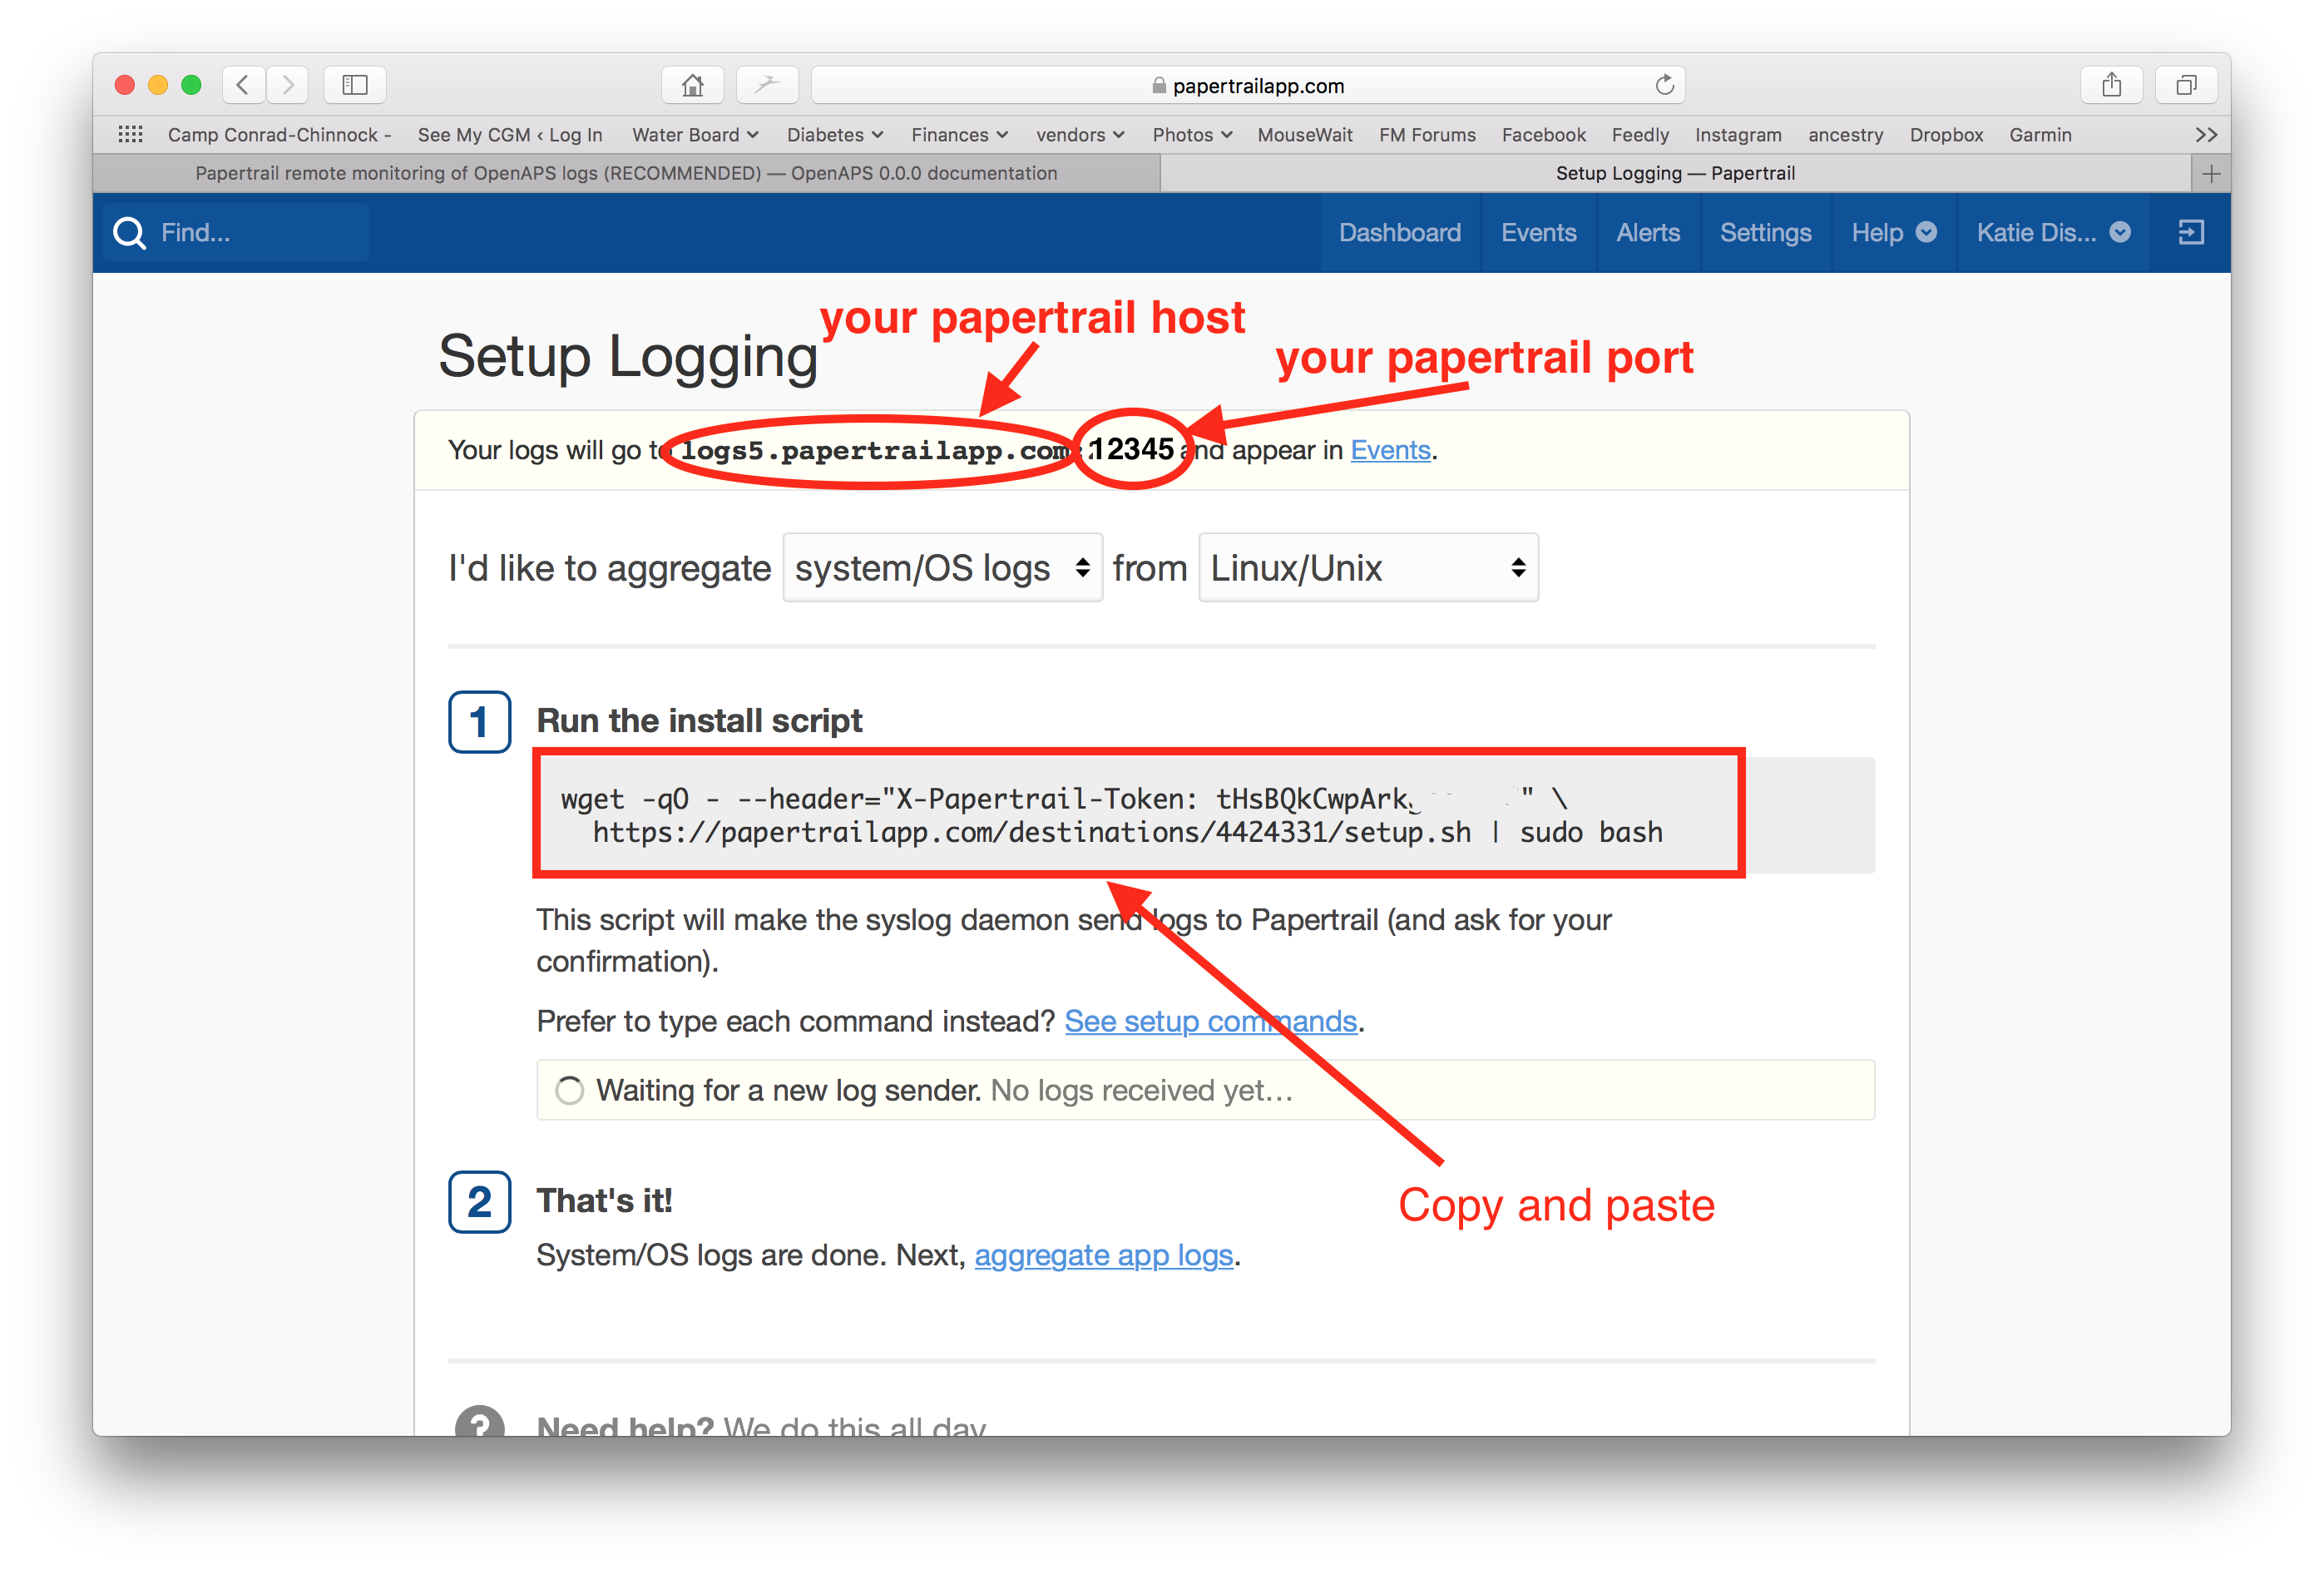 papertrailapp.com
Camp Conrad-Chinnock - See My CGM ‹ Log In Water Board Diabetes Finances vendors Photos MouseWait FM Forums Facebook Feedly Instagram ancestry Dropbox Garmin
Papertrail remote monitoring of OpenAPS logs (RECOMMENDED) — OpenAPS 0.0.0 documentation
Setup Logging — Papertrail
Find...
Dashboard Events Alerts Settings Help Katie Dis...
your papertrail host
Setup Logging
your papertrail port
Your logs will go to logs5.papertrailapp.com:12345 and appear in Events.
I'd like to aggregate system/OS logs from Linux/Unix
1 Run the install script
wget -qO - --header="X-Papertrail-Token: " \
https://papertrailapp.com/destinations/4424331/setup.sh | sudo bash
This script will make the syslog daemon send logs to Papertrail (and ask for your
confirmation).
Prefer to type each command instead? See setup commands.
Waiting for a new log sender. No logs received yet...
2 That's it!
Copy and paste
System/OS logs are done. Next, aggregate app logs.
? Need help? We do this all day